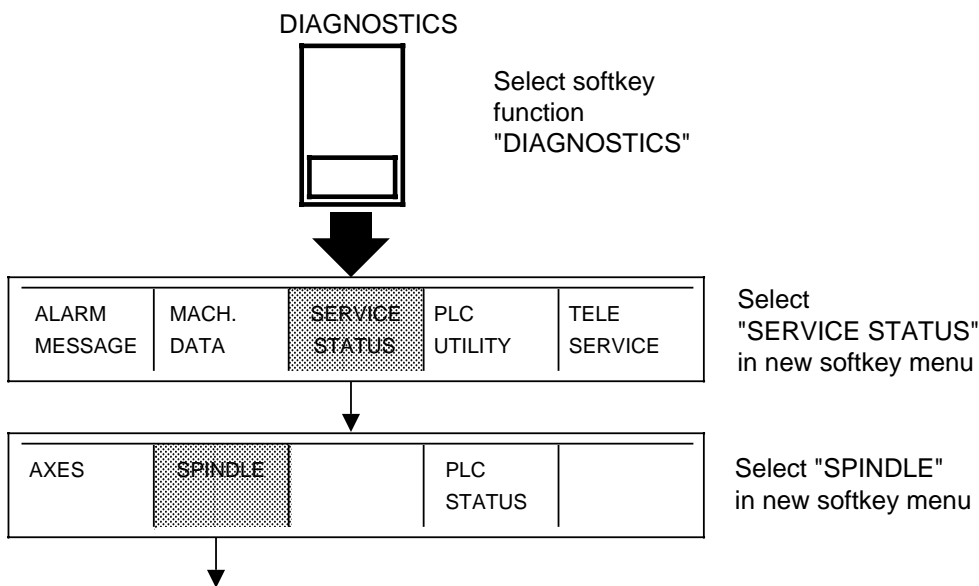 DIAGNOSTICS
Select softkey
function
"DIAGNOSTICS"
ALARM MESSAGE
MACH. DATA
SERVICE STATUS
PLC UTILITY
TELE SERVICE
Select
"SERVICE STATUS"
in new softkey menu
AXES
SPINDLE
PLC STATUS
Select "SPINDLE"
in new softkey menu